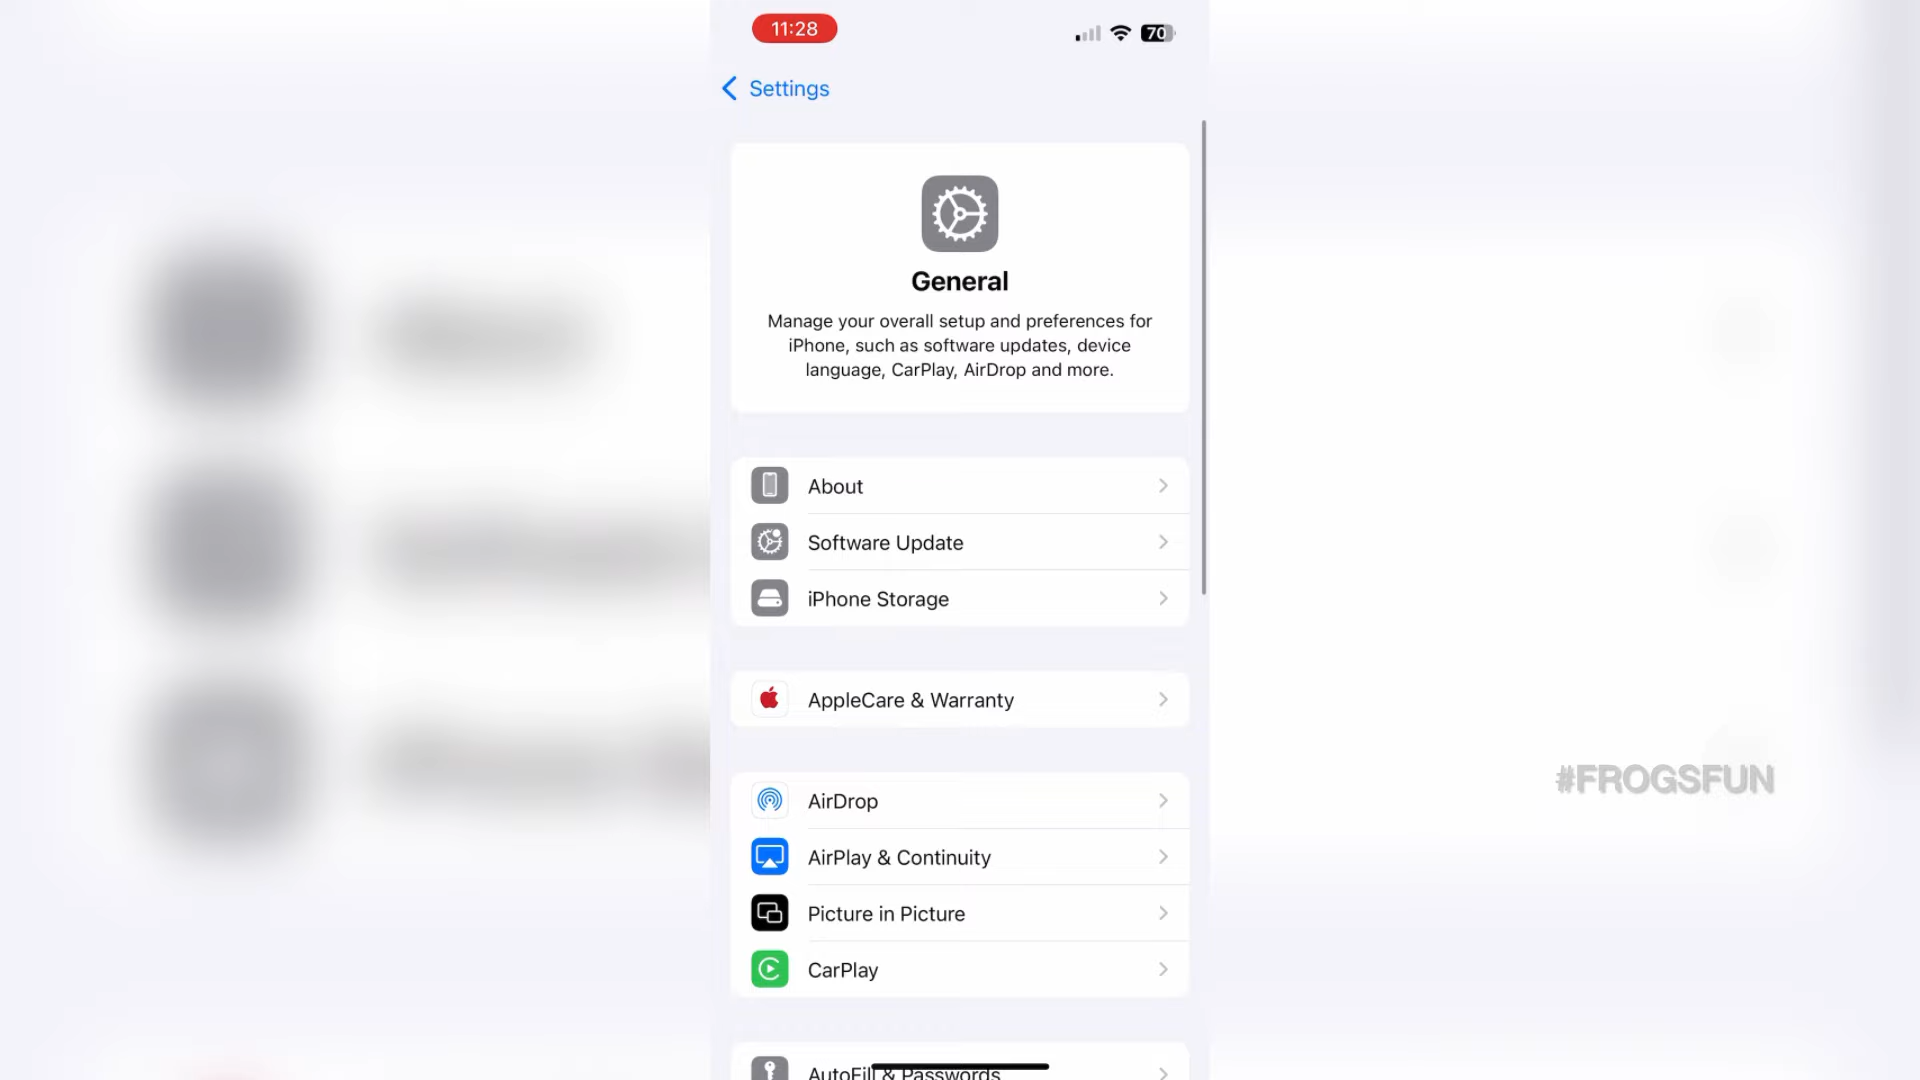 11:28
70
Settings
General
Manage your overall setup and preferences for
iPhone, such as software updates, device
language, CarPlay, AirDrop and more.
About
Software Update
iPhone Storage
AppleCare & Warranty
#FROGSFUN
AirDrop
AirPlay & Continuity
Picture in Picture
CarPlay
AutoFill & Passwords